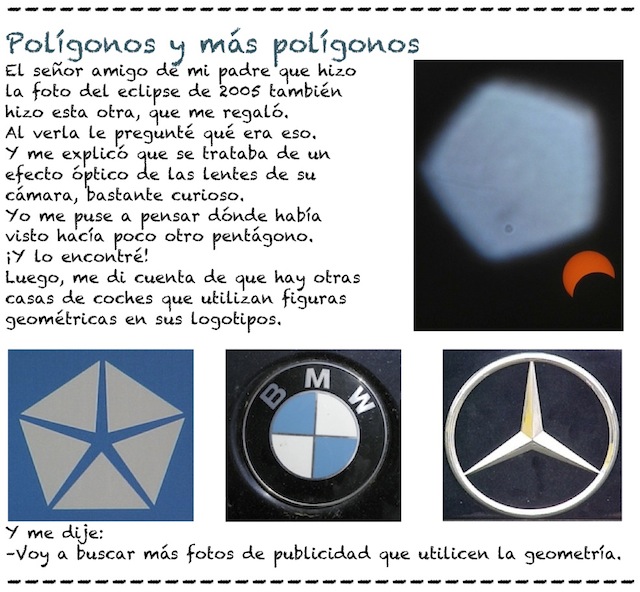 Polígonos y más polígonos
El señor amigo de mi padre que hizo
la foto del eclipse de 2005 también
hizo esta otra, que me regaló.
Al verla le pregunté qué era eso.
Y me explicó que se trataba de un
efecto óptico de las lentes de su
cámara, bastante curioso.
Yo me puse a pensar dónde había
visto hacía poco otro pentágono.
¡Y lo encontré!
Luego, me di cuenta de que hay otras
casas de coches que utilizan figuras
geométricas en sus logotipos.
BMW
Y me dije:
-Voy a buscar más fotos de publicidad que utilicen la geometría.